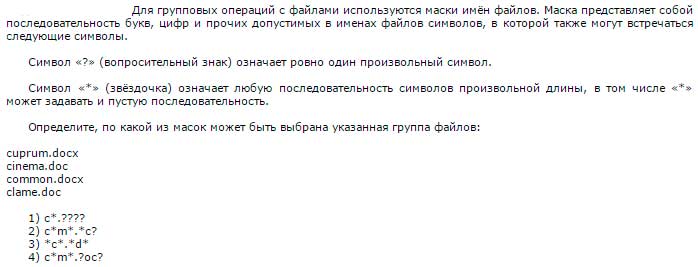 Для групповых операций с файлами используются маски имён файлов. Маска представляет собой
последовательность букв, цифр и прочих допустимых в именах файлов символов, в которой также могут встречаться
следующие символы.
Символ «?» (вопросительный знак) означает ровно один произвольный символ.
Символ «*» (звёздочка) означает любую последовательность символов произвольной длины, в том числе «*»
может задавать и пустую последовательность.
Определите, по какой из масок может быть выбрана указанная группа файлов:
cuprum.docx
cinema.doc
common.docx
clame.doc
1) c*.????
2) c*m*.*c?
3) *c*.*d*
4) c*m*.?oc?